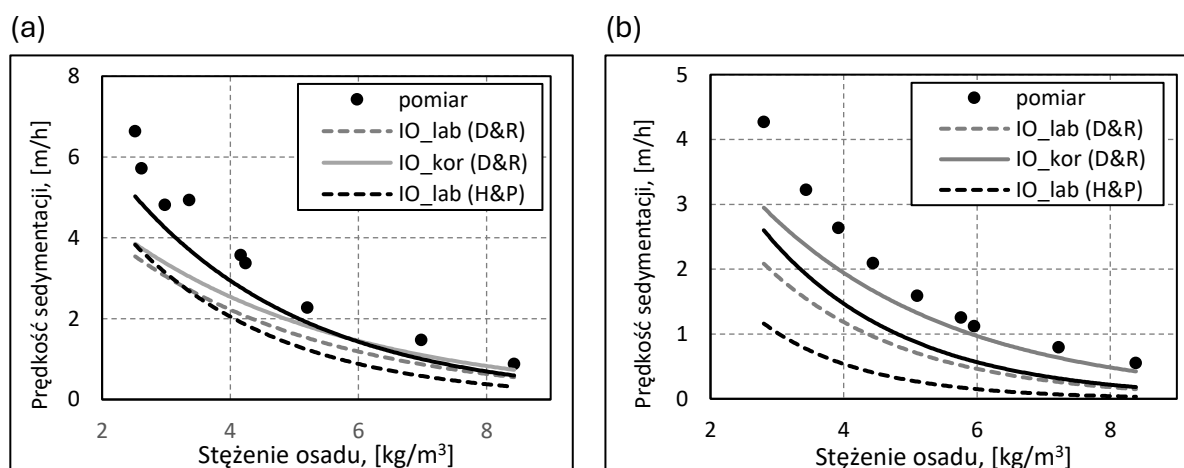 (a)
Prędkość sedymentacji, [m/h]
8
6
4
2
0
pomiar
IO_lab (D&R)
IO_kor (D&R)
IO_lab (H&P)
2 4 6 8
Stężenie osadu, [kg/m³]
(b)
Prędkość sedymentacji, [m/h]
5
4
3
2
1
0
pomiar
IO_lab (D&R)
IO_kor (D&R)
IO_lab (H&P)
2 4 6 8
Stężenie osadu, [kg/m³]